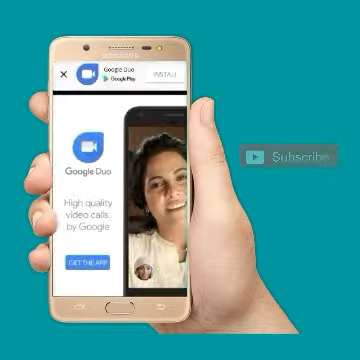 Google Duo
Google Play
INSTALL
Google Duo
High quality
video calls,
by Google
GET THE APP
Subscribe